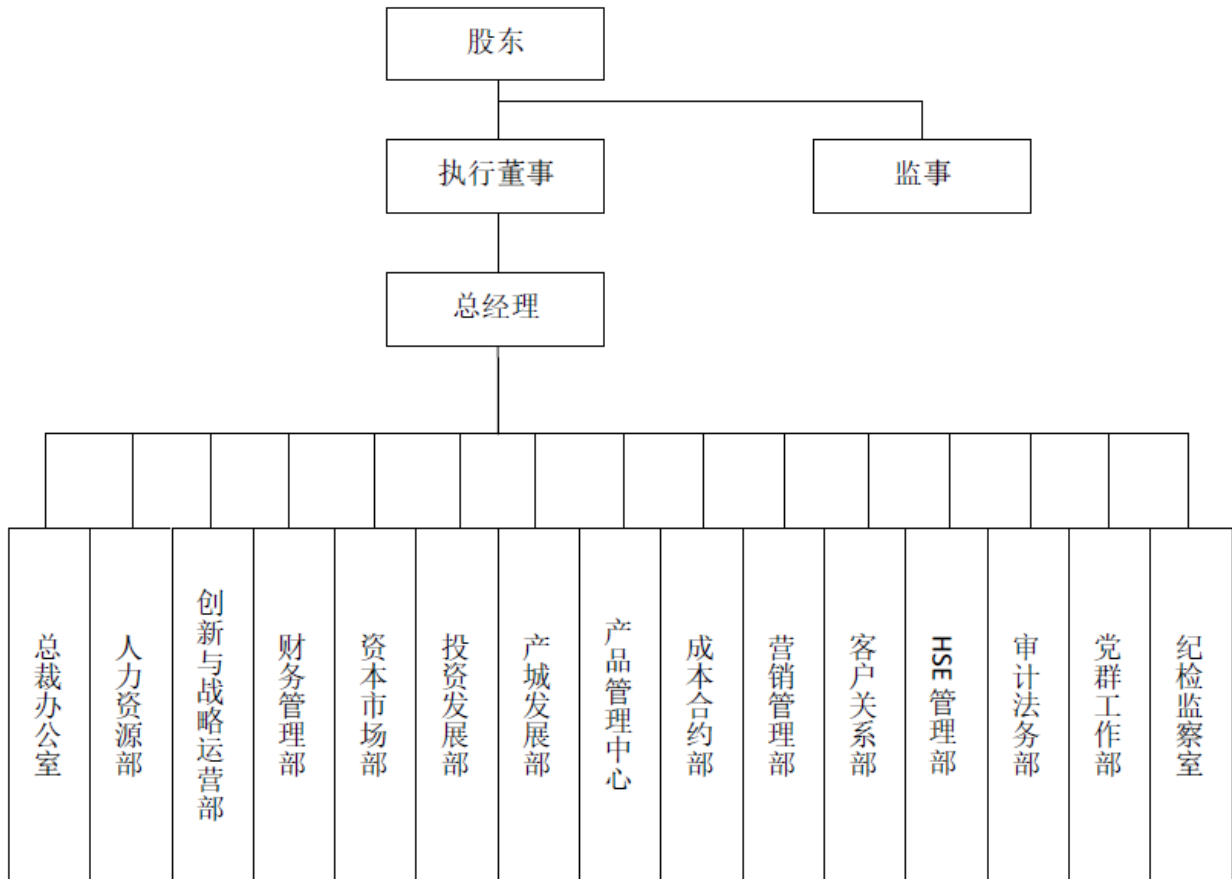 股东
执行董事
监事
总经理
总裁办公室
人力资源部
创新与战略运营部
财务管理部
资本市场部
投资发展部
产城发展部
产品管理中心
成本合约部
营销管理部
客户关系部
HSE 管理部
审计法务部
党群工作部
纪检监察室